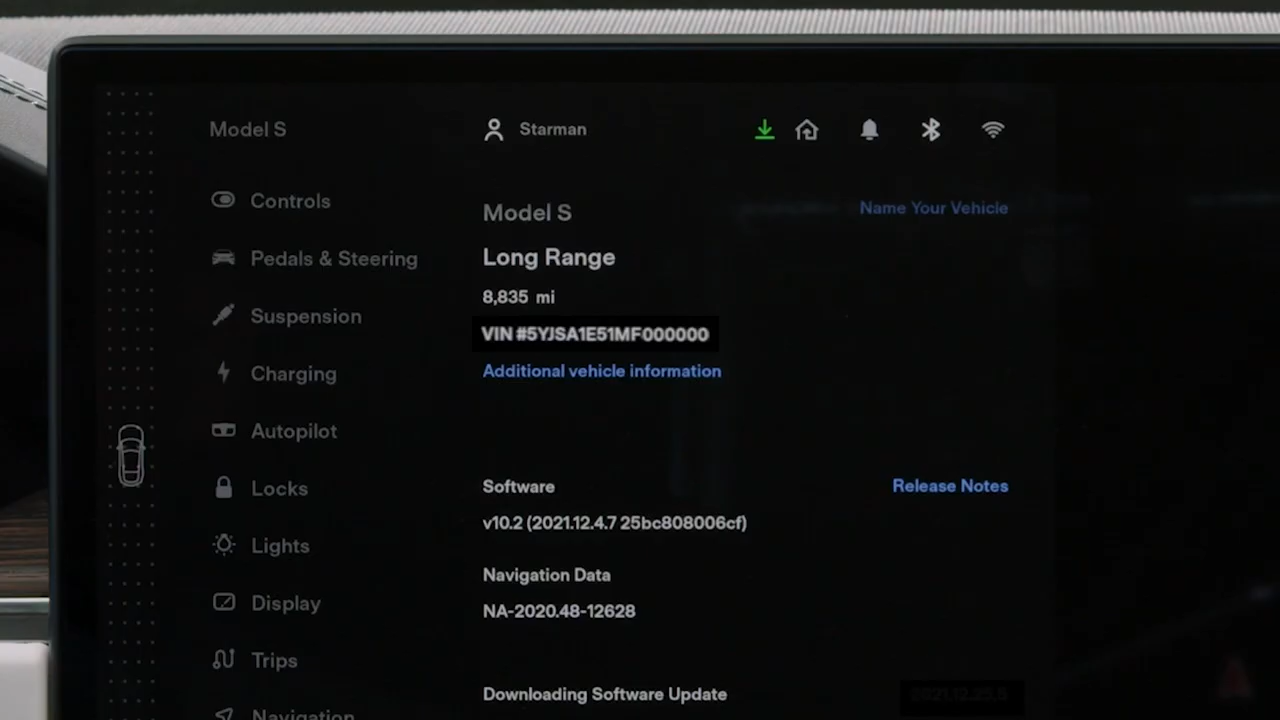 Model S
Starman
Controls
Pedals & Steering
Suspension
Charging
Autopilot
Locks
Lights
Display
Trips
Navigation
Model S
Name Your Vehicle
Long Range
8,835 mi
VIN #5YJSA1E51MF000000
Additional vehicle information
Software
Release Notes
v10.2 (2021.12.4.7 25bc808006cf)
Navigation Data
NA-2020.48-12628
Downloading Software Update